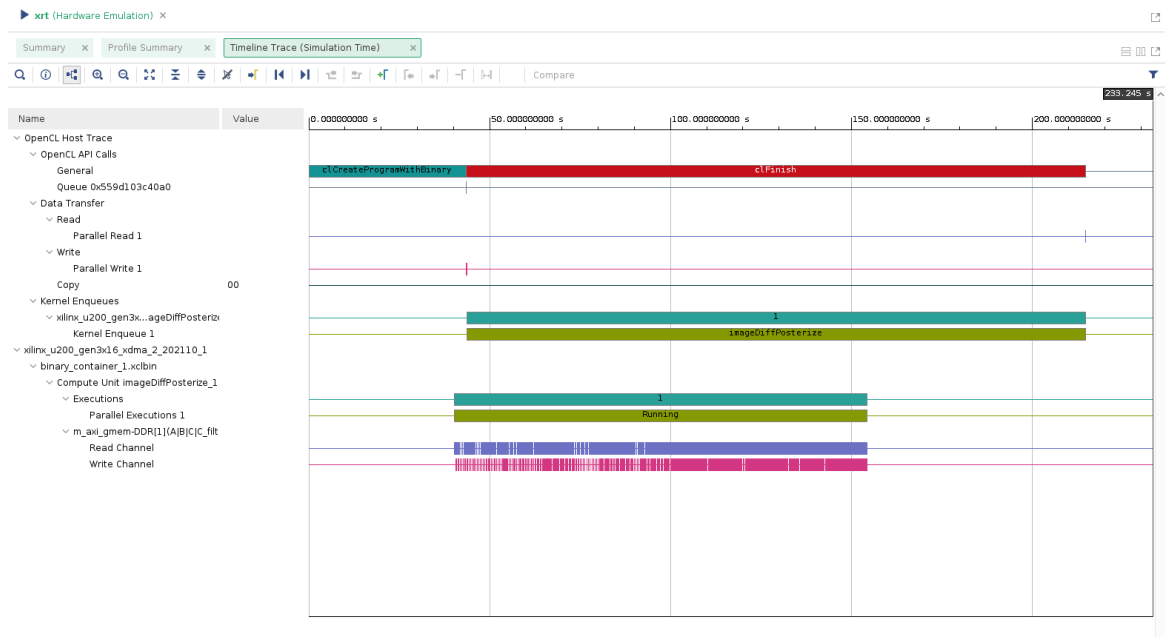 xrt (Hardware Emulation)
Summary Profile Summary Timeline Trace (Simulation Time)
Compare
233.245 s
Name Value 0.000000000 s 50.000000000 s 100.000000000 s 150.000000000 s 200.000000000 s
OpenCL Host Trace
OpenCL API Calls
General clCreateProgramWithBinary clFinish
Queue 0x559d103c40a0
Data Transfer
Read
Parallel Read 1
Write
Parallel Write 1
Copy 00
Kernel Enqueues
xilinx_u200_gen3x...ageDiffPosteriz 1
Kernel Enqueue 1 imageDiffPosterize
xilinx_u200_gen3x16_xdma_2_202110_1
binary_container_1.xclbin
Compute Unit imageDiffPosterize_1
Executions 1
Parallel Executions 1 Running
m_axi_gmem-DDR[1](A|B|C|C_filt
Read Channel
Write Channel